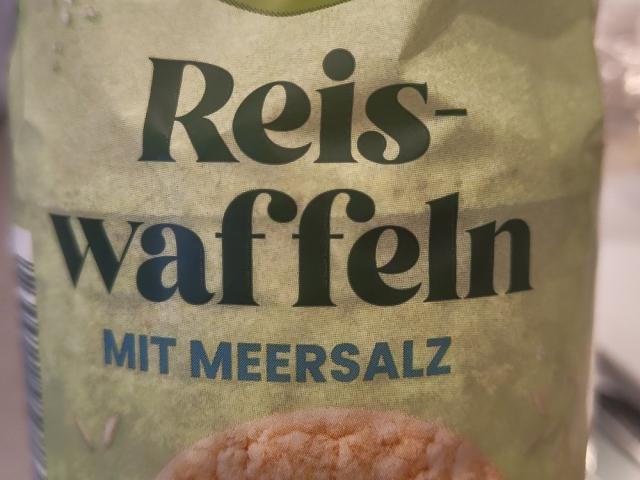 Reis-
waffeln
MIT MEERSALZ